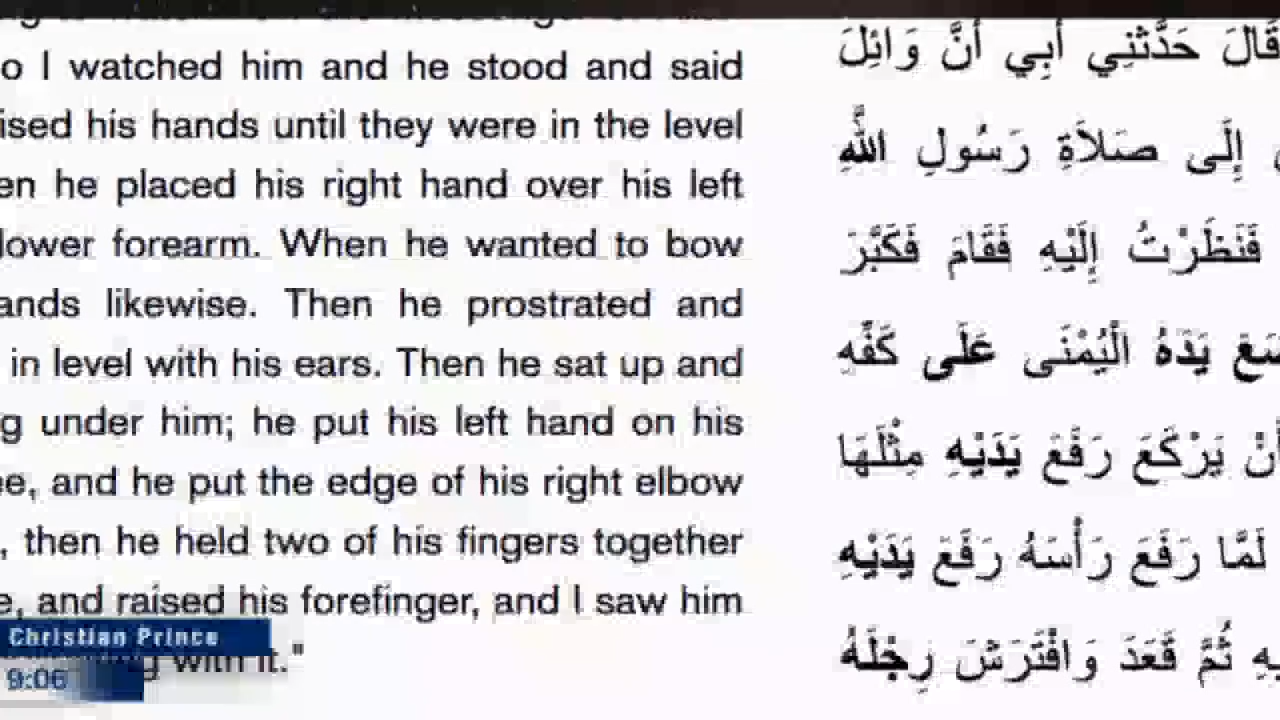 o I watched him and he stood and said
ised his hands until they were in the level
en he placed his right hand over his left
lower forearm. When he wanted to bow
ands likewise. Then he prostrated and
in level with his ears. Then he sat up and
g under him; he put his left hand on his
ee, and he put the edge of his right elbow
, then he held two of his fingers together
e, and raised his forefinger, and I saw him
g with it."
قَالَ حَدَّثَنِي أَبِي أَنَّ وَائِلَ
إِلَى صَلاَةِ رَسُولِ اللَّهِ
فَنَظَرْتُ إِلَيْهِ فَقَامَ فَكَبَّرَ
ضَعَ يَدَهُ الْيُمْنَى عَلَى كَفِّهِ
أَنْ يَرْكَعَ رَفَعَ يَدَيْهِ مِثْلَهَا
لَمَّا رَفَعَ رَأْسَهُ رَفَعَ يَدَيْهِ
يهِ ثُمَّ قَعَدَ وَافْتَرَشَ رِجْلَهُ
Christian Prince
9:06